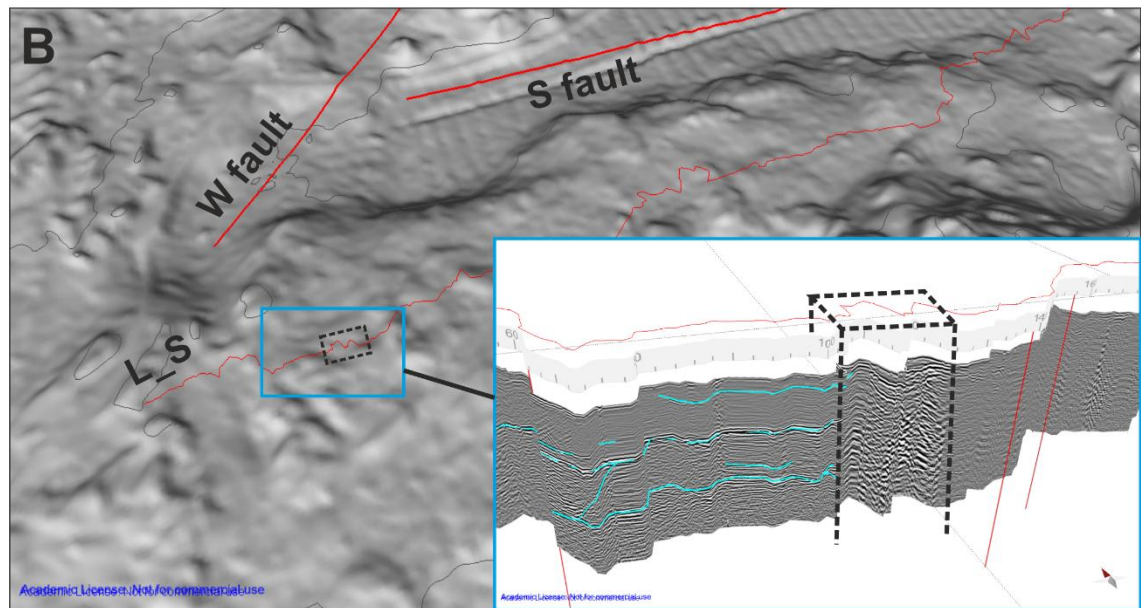 B
W fault
S fault
L_S
60
0
100
14
16
Academic License: Not for commercial use
Academic License: Not for commercial use